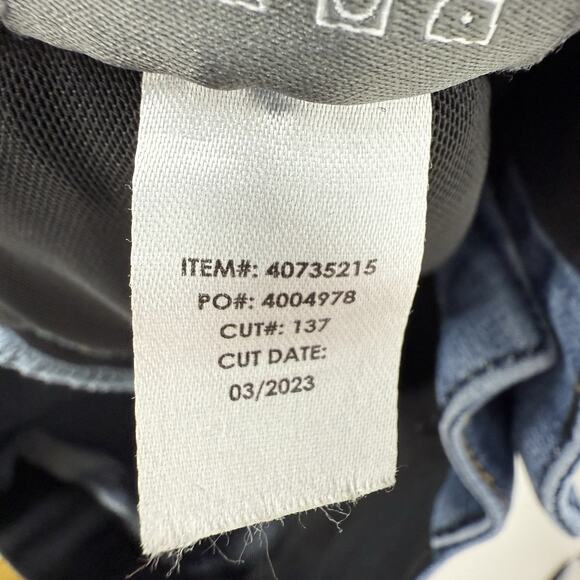 ITEM#: 40735215
PO#: 4004978
CUT#: 137
CUT DATE:
03/2023